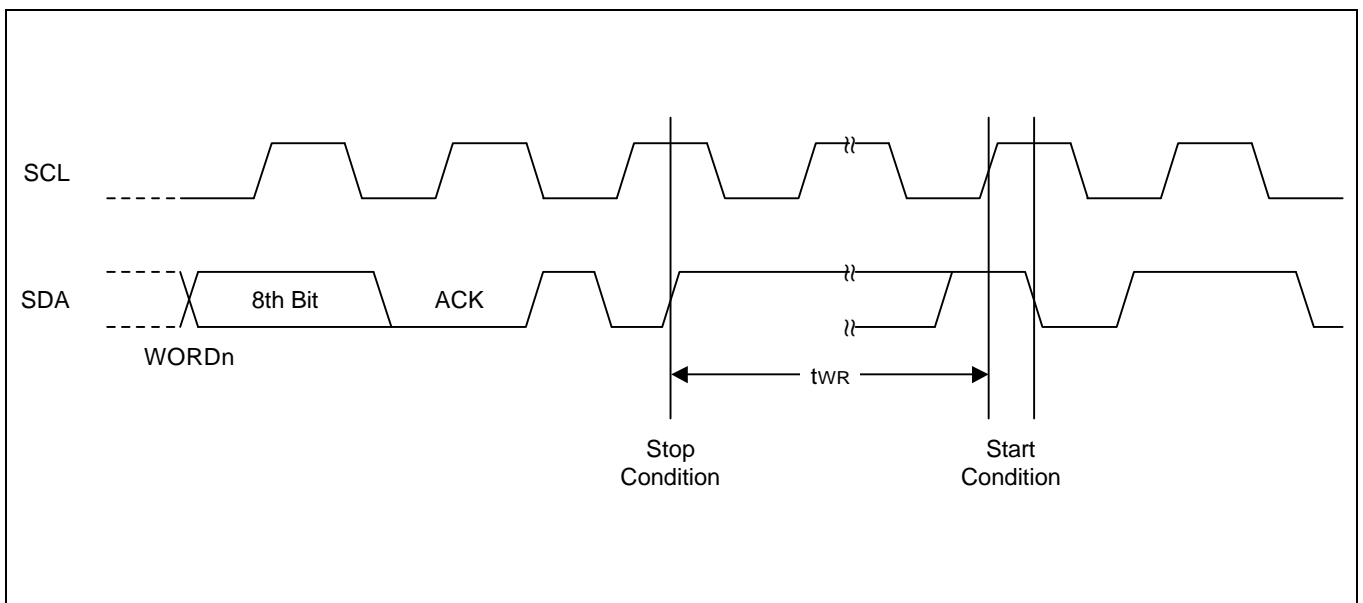 SCL
SDA
8th Bit
ACK
WORDn
tWR
Stop
Condition
Start
Condition